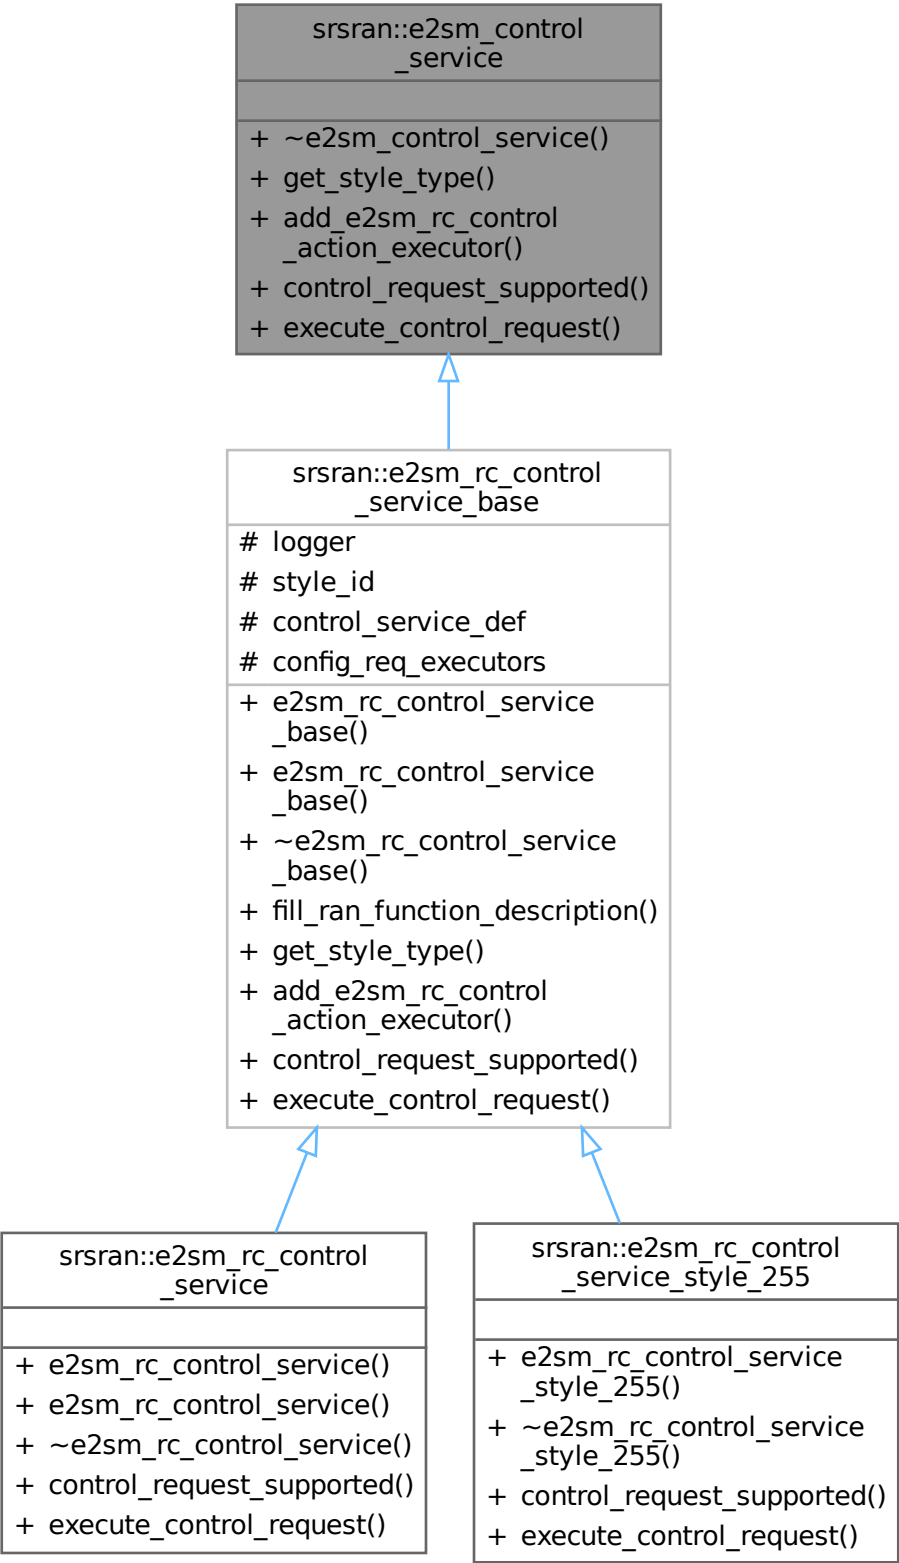 srsran::e2sm_control
_service
+ ~e2sm_control_service()
+ get_style_type()
+ add_e2sm_rc_control
_action_executor()
+ control_request_supported()
+ execute_control_request()
srsran::e2sm_rc_control
_service_base
# logger
# style_id
# control_service_def
# config_req_executors
+ e2sm_rc_control_service
_base()
+ e2sm_rc_control_service
_base()
+ ~e2sm_rc_control_service
_base()
+ fill_ran_function_description()
+ get_style_type()
+ add_e2sm_rc_control
_action_executor()
+ control_request_supported()
+ execute_control_request()
srsran::e2sm_rc_control
_service
+ e2sm_rc_control_service()
+ e2sm_rc_control_service()
+ ~e2sm_rc_control_service()
+ control_request_supported()
+ execute_control_request()
srsran::e2sm_rc_control
_service_style_255
+ e2sm_rc_control_service
_style_255()
+ ~e2sm_rc_control_service
_style_255()
+ control_request_supported()
+ execute_control_request()